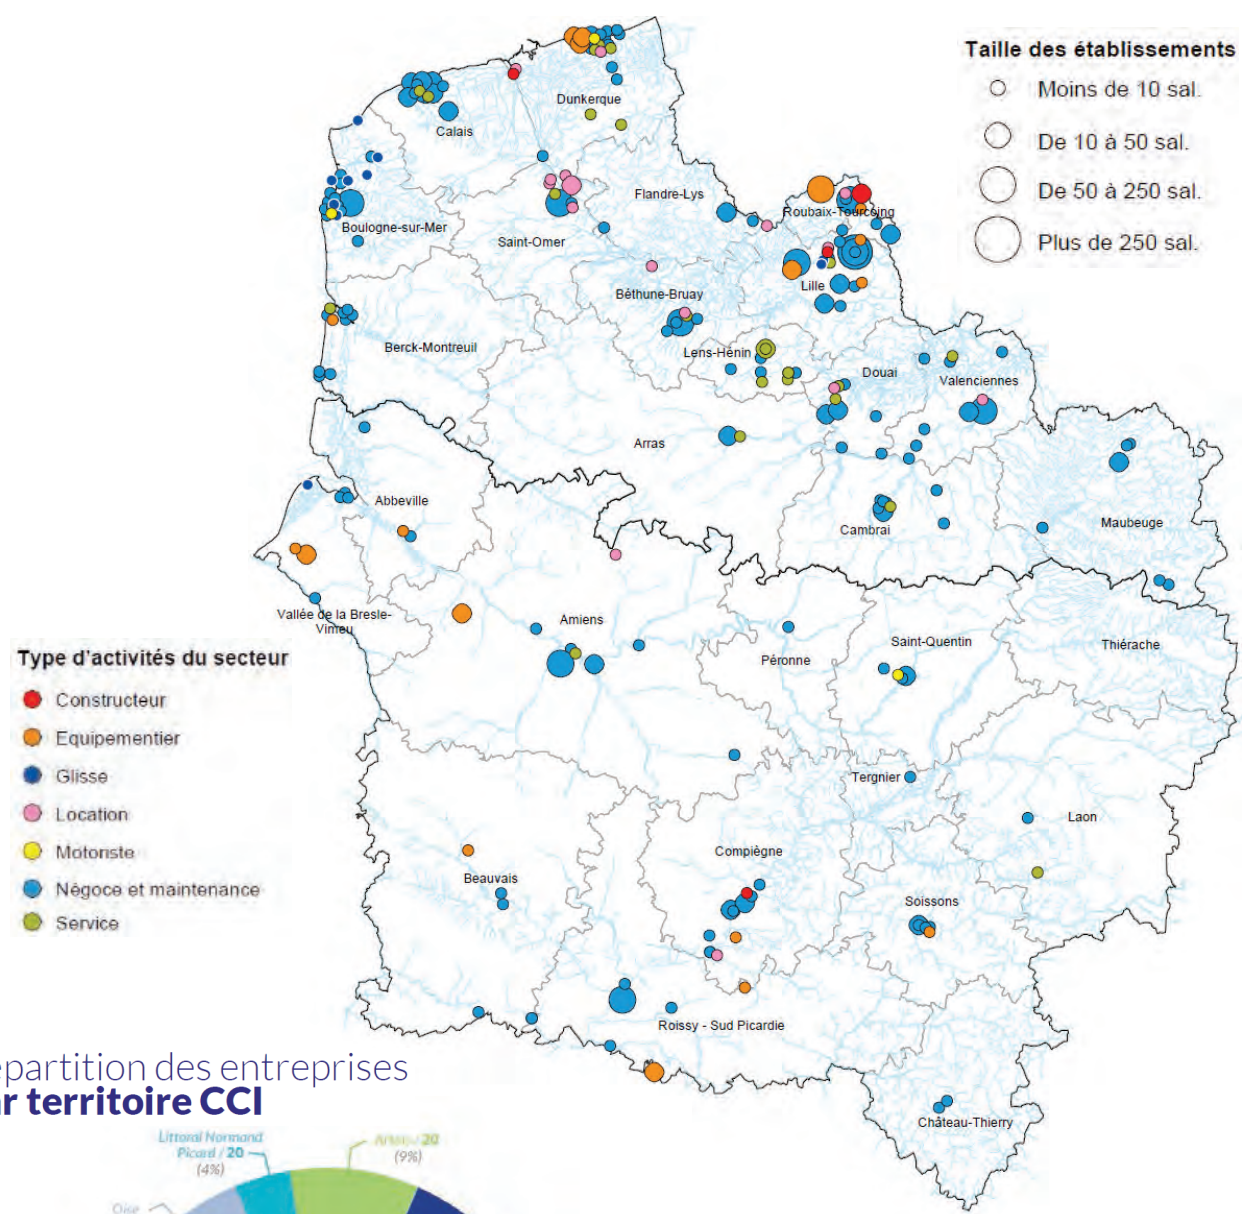 Taille des établissements
Moins de 10 sal.
De 10 à 50 sal.
De 50 à 250 sal.
Plus de 250 sal.
Dunkerque
Calais
Flandre-Lys
Roubaix-Tourcoing
Boulogne-sur-Mer
Saint-Omer
Lille
Béthune-Bruay
Berck-Montreuil
Lens-Hénin
Douai
Valenciennes
Arras
Abbeville
Cambrai
Maubeuge
Vallée de la Bresle-
Vimeu
Amiens
Saint-Quentin
Thiérache
Péronne
Type d'activités du secteur
Constructeur
Equipementier
Glisse
Location
Motoriste
Négoce et maintenance
Service
Tergnier
Laon
Compiègne
Beauvais
Soissons
Roissy - Sud Picardie
Château-Thierry
épartition des entreprises
r territoire CCI
Littoral Normand
Picard / 20
(4%)
/ 20
(9%)
Oise